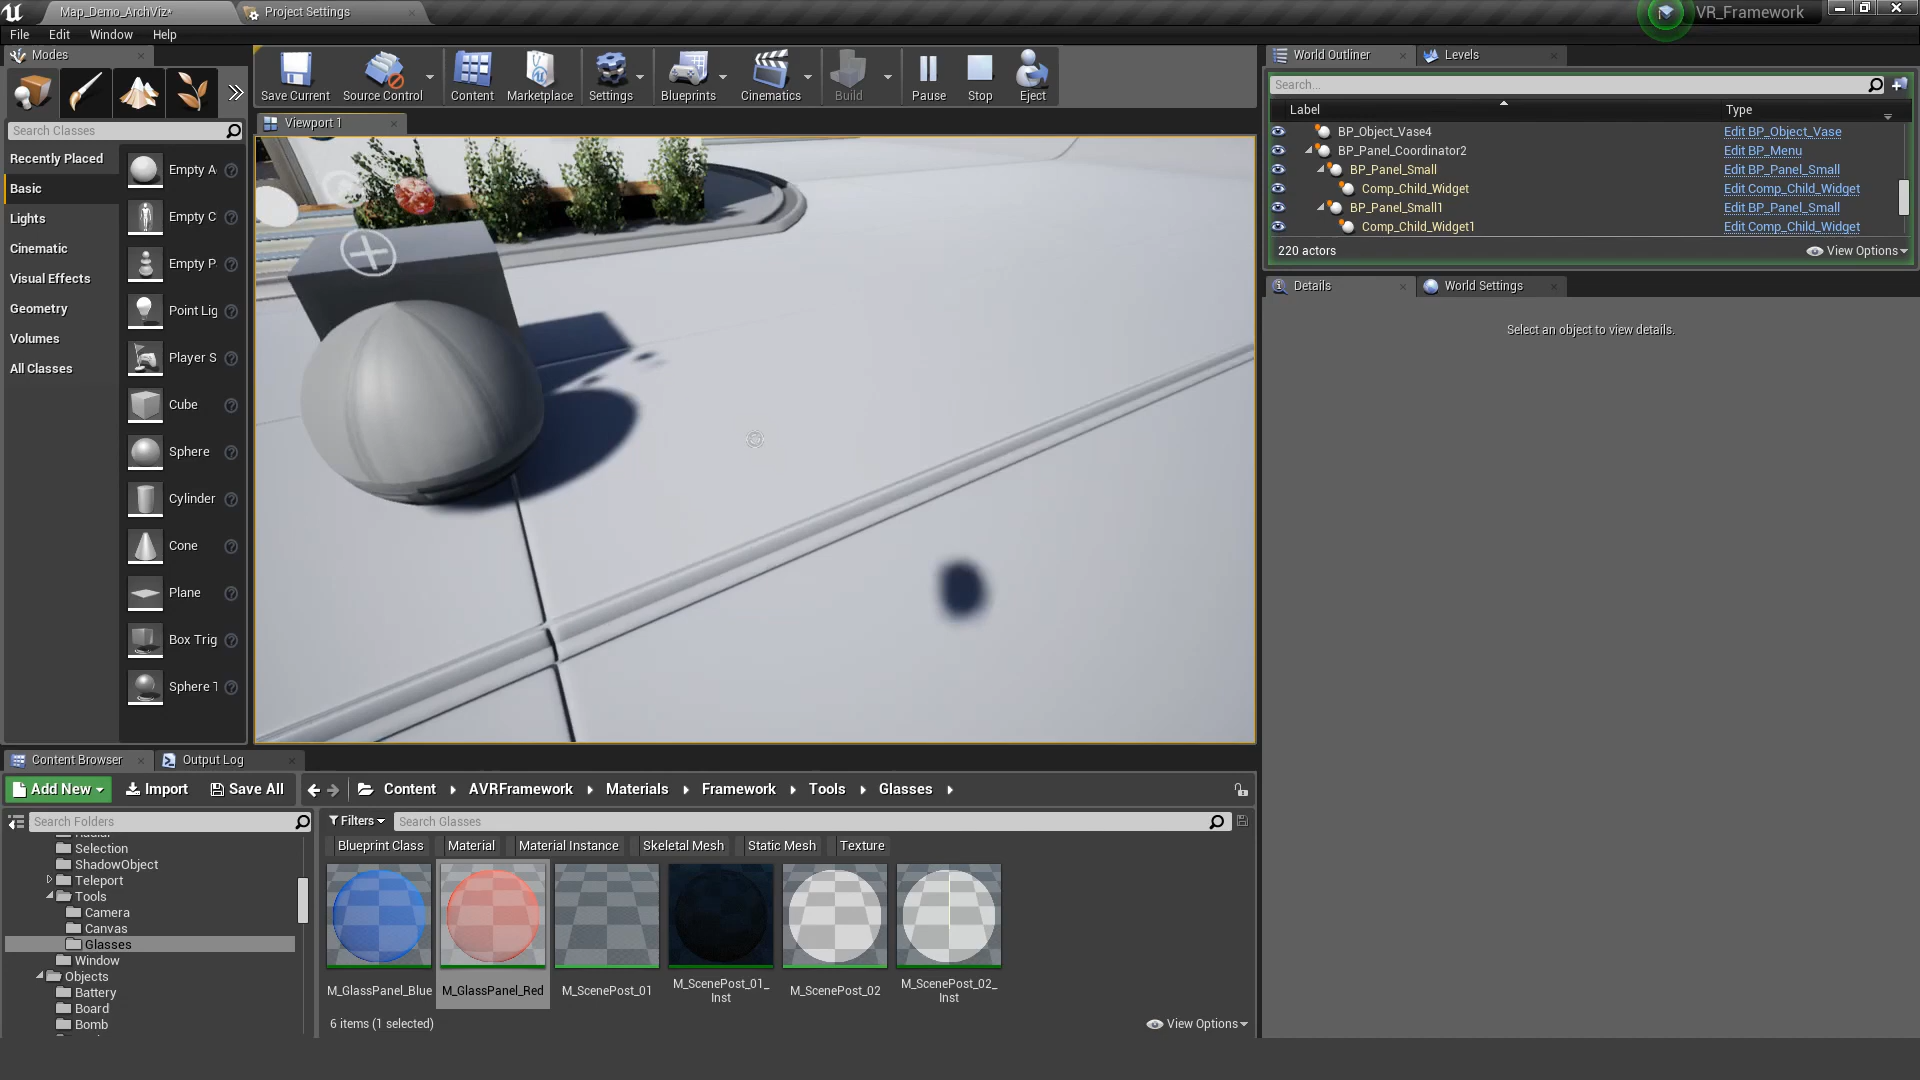 Map_Demo_ArchViz*
Project Settings
VR_Framework
File Edit Window Help
Modes
Save Current
Source Control
Content
Marketplace
Settings
Blueprints
Cinematics
Build
Pause
Stop
Eject
Search Classes
Viewport 1
Recently Placed
Basic
Lights
Cinematic
Visual Effects
Geometry
Volumes
All Classes
Empty A
Empty C
Empty P
Point Lig
Player S
Cube
Sphere
Cylinder
Cone
Plane
Box Trig
Sphere T
World Outliner
Levels
Search...
Label Type
BP_Object_Vase4 Edit BP_Object_Vase
BP_Panel_Coordinator2 Edit BP_Menu
BP_Panel_Small Edit BP_Panel_Small
Comp_Child_Widget Edit Comp_Child_Widget
BP_Panel_Small1 Edit BP_Panel_Small
Comp_Child_Widget1 Edit Comp_Child_Widget
220 actors View Options
Details
World Settings
Select an object to view details.
Content Browser
Output Log
Add New Import Save All
Content AVRFramework Materials Framework Tools Glasses
Search Folders
Filters
Search Glasses
Radial
Selection
ShadowObject
Teleport
Tools
Camera
Canvas
Glasses
Window
Objects
Battery
Board
Bomb
Blueprint Class Material Material Instance Skeletal Mesh Static Mesh Texture
M_GlassPanel_Blue
M_GlassPanel_Red
M_ScenePost_01
M_ScenePost_01_
Inst
M_ScenePost_02
M_ScenePost_02_
Inst
6 items (1 selected)
View Options